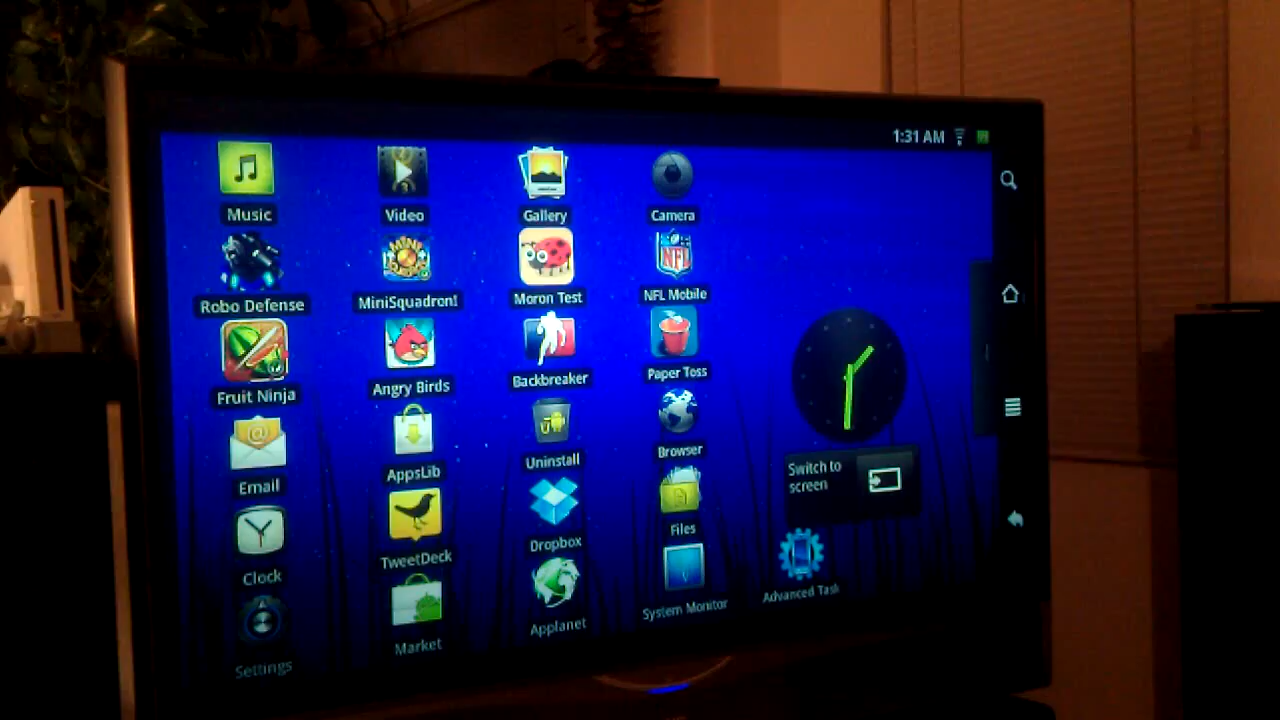 1:31 AM
Music
Video
Gallery
Camera
Robo Defense
MiniSquadron!
Moron Test
NFL
NFL Mobile
Fruit Ninja
Angry Birds
Backbreaker
Paper Toss
Email
AppsLib
Uninstall
Browser
Switch to
screen
Clock
TweetDeck
Dropbox
Files
Settings
Market
Applanet
System Monitor
Advanced Task